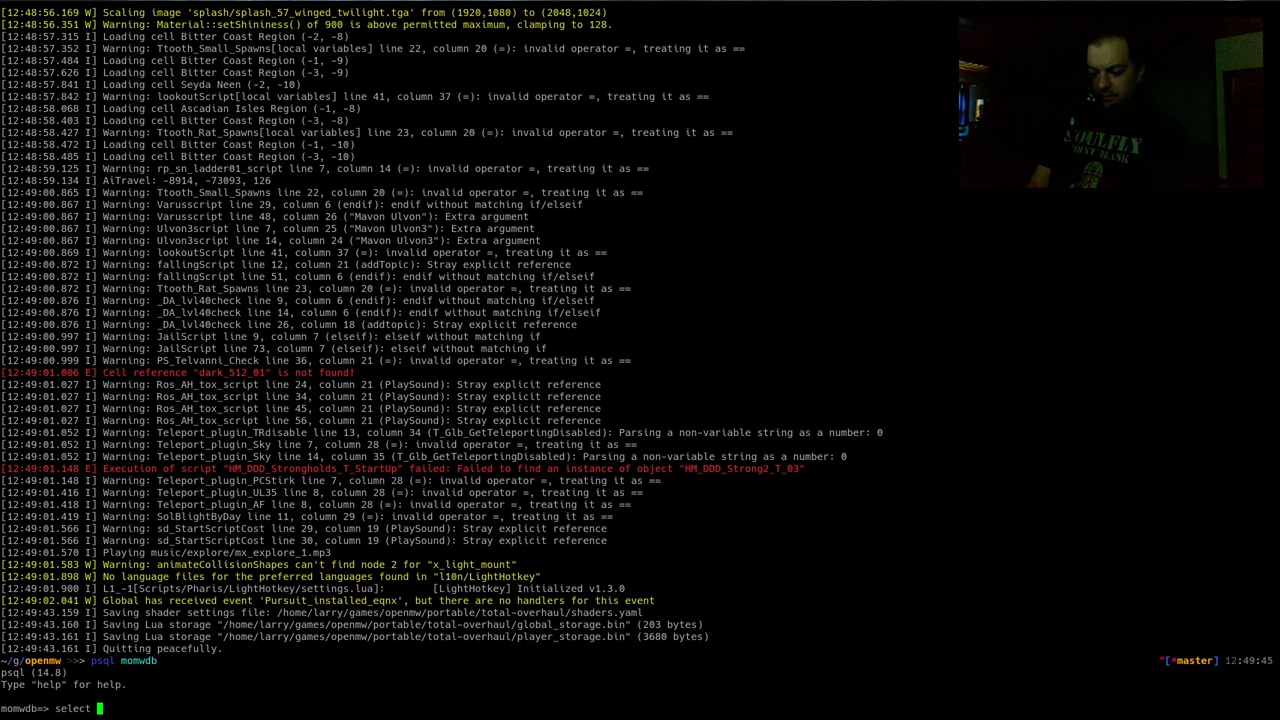 [12:48:56.169 W] Scaling image 'splash/splash_57_winged_twilight.tga' from (1920,1080) to (2048,1024)
[12:48:56.351 W] Warning: Material::setShininess() of 900 is above permitted maximum, clamping to 128.
[12:48:57.315 I] Loading cell Bitter Coast Region (-2, -8)
[12:48:57.352 I] Warning: Ttooth_Small_Spawns[local variables] line 22, column 20 (=): invalid operator =, treating it as ==
[12:48:57.484 I] Loading cell Bitter Coast Region (-1, -9)
[12:48:57.626 I] Loading cell Bitter Coast Region (-3, -9)
[12:48:57.841 I] Loading cell Seyda Neen (-2, -10)
[12:48:57.842 I] Warning: lookoutScript[local variables] line 41, column 37 (=): invalid operator =, treating it as ==
[12:48:58.068 I] Loading cell Ascadian Isles Region (-1, -8)
[12:48:58.403 I] Loading cell Bitter Coast Region (-3, -8)
[12:48:58.427 I] Warning: Ttooth_Rat_Spawns[local variables] line 23, column 20 (=): invalid operator =, treating it as ==
[12:48:58.472 I] Loading cell Bitter Coast Region (-1, -10)
[12:48:58.485 I] Loading cell Bitter Coast Region (-3, -10)
[12:48:59.125 I] Warning: rp_sn_ladder01_script line 7, column 14 (=): invalid operator =, treating it as ==
[12:48:59.134 I] AiTravel: -8914, -73093, 126
[12:49:00.865 I] Warning: Ttooth_Small_Spawns line 22, column 20 (=): invalid operator =, treating it as ==
[12:49:00.867 I] Warning: Varusscript line 29, column 6 (endif): endif without matching if/elseif
[12:49:00.867 I] Warning: Varusscript line 48, column 26 ("Mavon Ulvon"): Extra argument
[12:49:00.867 I] Warning: Ulvon3script line 7, column 25 ("Mavon Ulvon3"): Extra argument
[12:49:00.867 I] Warning: Ulvon3script line 14, column 24 ("Mavon Ulvon3"): Extra argument
[12:49:00.869 I] Warning: lookoutScript line 41, column 37 (=): invalid operator =, treating it as ==
[12:49:00.872 I] Warning: fallingScript line 12, column 21 (addTopic): Stray explicit reference
[12:49:00.872 I] Warning: fallingScript line 51, column 6 (endif): endif without matching if/elseif
[12:49:00.872 I] Warning: Ttooth_Rat_Spawns line 23, column 20 (=): invalid operator =, treating it as ==
[12:49:00.876 I] Warning: _DA_lvl40check line 9, column 6 (endif): endif without matching if/elseif
[12:49:00.876 I] Warning: _DA_lvl40check line 14, column 6 (endif): endif without matching if/elseif
[12:49:00.876 I] Warning: _DA_lvl40check line 26, column 18 (addtopic): Stray explicit reference
[12:49:00.997 I] Warning: JailScript line 9, column 7 (elseif): elseif without matching if
[12:49:00.997 I] Warning: JailScript line 73, column 7 (elseif): elseif without matching if
[12:49:00.999 I] Warning: PS_Telvanni_Check line 36, column 21 (=): invalid operator =, treating it as ==
[12:49:01.006 E] Cell reference "dark_512_01" is not found!
[12:49:01.027 I] Warning: Ros_AH_tox_script line 24, column 21 (PlaySound): Stray explicit reference
[12:49:01.027 I] Warning: Ros_AH_tox_script line 34, column 21 (PlaySound): Stray explicit reference
[12:49:01.027 I] Warning: Ros_AH_tox_script line 45, column 21 (PlaySound): Stray explicit reference
[12:49:01.027 I] Warning: Ros_AH_tox_script line 56, column 21 (PlaySound): Stray explicit reference
[12:49:01.052 I] Warning: Teleport_plugin_TRdisable line 13, column 34 (T_Glb_GetTeleportingDisabled): Parsing a non-variable string as a number: 0
[12:49:01.052 I] Warning: Teleport_plugin_Sky line 7, column 28 (=): invalid operator =, treating it as ==
[12:49:01.052 I] Warning: Teleport_plugin_Sky line 14, column 35 (T_Glb_GetTeleportingDisabled): Parsing a non-variable string as a number: 0
[12:49:01.148 E] Execution of script "HM_DDD_Strongholds_T_StartUp" failed: Failed to find an instance of object "HM_DDD_Strong2_T_03"
[12:49:01.148 I] Warning: Teleport_plugin_PCStirk line 7, column 28 (=): invalid operator =, treating it as ==
[12:49:01.416 I] Warning: Teleport_plugin_UL35 line 8, column 28 (=): invalid operator =, treating it as ==
[12:49:01.418 I] Warning: Teleport_plugin_AF line 8, column 28 (=): invalid operator =, treating it as ==
[12:49:01.419 I] Warning: SolBlightByDay line 11, column 29 (=): invalid operator =, treating it as ==
[12:49:01.566 I] Warning: sd_StartScriptCost line 29, column 19 (PlaySound): Stray explicit reference
[12:49:01.566 I] Warning: sd_StartScriptCost line 30, column 19 (PlaySound): Stray explicit reference
[12:49:01.570 I] Playing music/explore/mx_explore_1.mp3
[12:49:01.583 W] Warning: animateCollisionShapes can't find node 2 for "x_light_mount"
[12:49:01.898 W] No language files for the preferred languages found in "l10n/LightHotkey"
[12:49:01.900 I] L1_-1[Scripts/Pharis/LightHotkey/settings.lua]:        [LightHotkey] Initialized v1.3.0
[12:49:02.041 W] Global has received event 'Pursuit_installed_eqnx', but there are no handlers for this event
[12:49:43.159 I] Saving shader settings file: /home/larry/games/openmw/portable/total-overhaul/shaders.yaml
[12:49:43.160 I] Saving Lua storage "/home/larry/games/openmw/portable/total-overhaul/global_storage.bin" (203 bytes)
[12:49:43.161 I] Saving Lua storage "/home/larry/games/openmw/portable/total-overhaul/player_storage.bin" (3680 bytes)
[12:49:43.161 I] Quitting peacefully.
~/g/openmw >>> psql momwdb ^[*master] 12:49:45
psql (14.8)
Type "help" for help.
momwdb=> select
SOULFLY
POINT BLANK